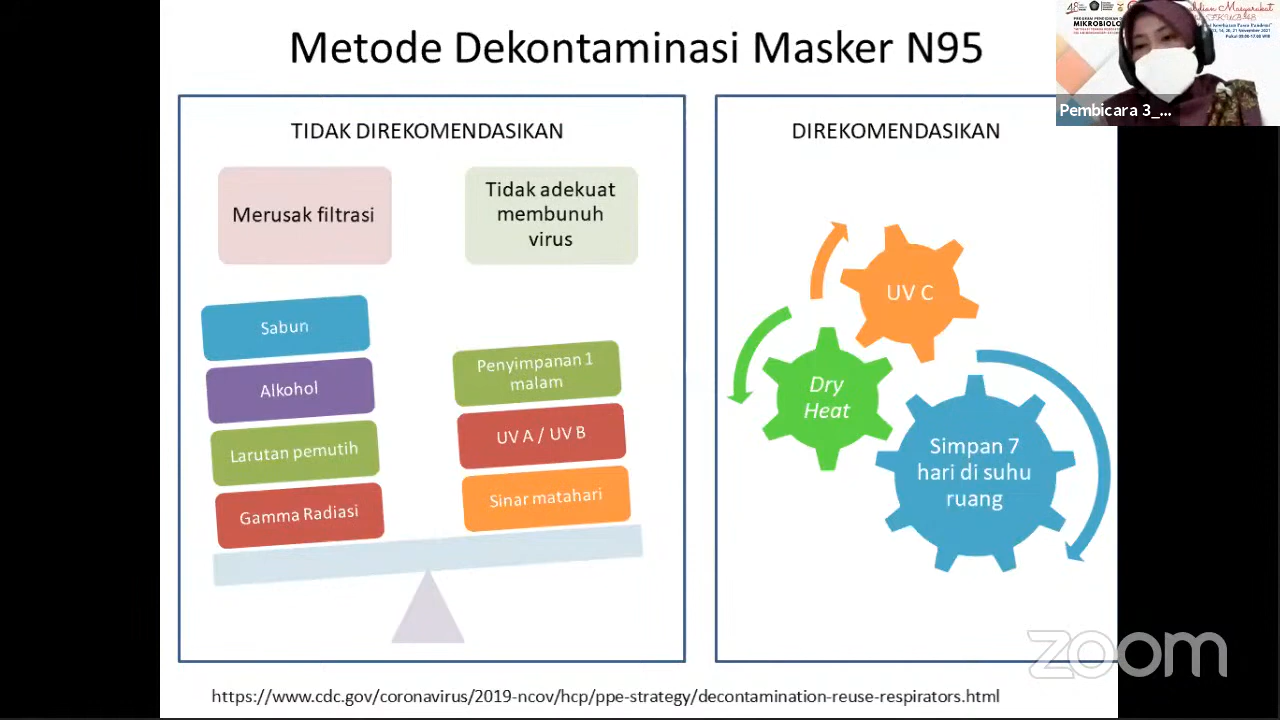 Metode Dekontaminasi Masker N95
TIDAK DIREKOMENDASIKAN
Merusak filtrasi
Tidak adekuat
membunuh
virus
Sabun
Alkohol
Larutan pemutih
Gamma Radiasi
Penyimpanan 1
malam
UV A / UV B
Sinar matahari
DIREKOMENDASIKAN
UV C
Dry
Heat
Simpan 7
hari di suhu
ruang
https://www.cdc.gov/coronavirus/2019-ncov/hcp/ppe-strategy/decontamination-reuse-respirators.html
Pembicara 3_...
zoom